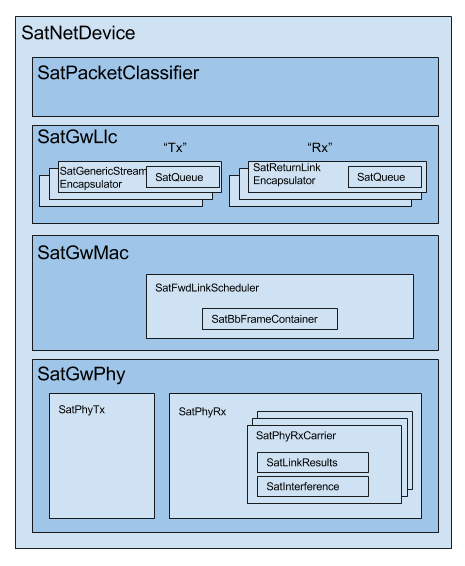 SatNetDevice
SatPacketClassifier
SatGwLlc
“Tx”
“Rx”
SatGenericStream
Encapsulator
SatQueue
SatReturnLink
Encapsulator
SatQueue
SatGwMac
SatFwdLinkScheduler
SatBbFrameContainer
SatGwPhy
SatPhyTx
SatPhyRx
SatPhyRxCarrier
SatLinkResults
SatInterference